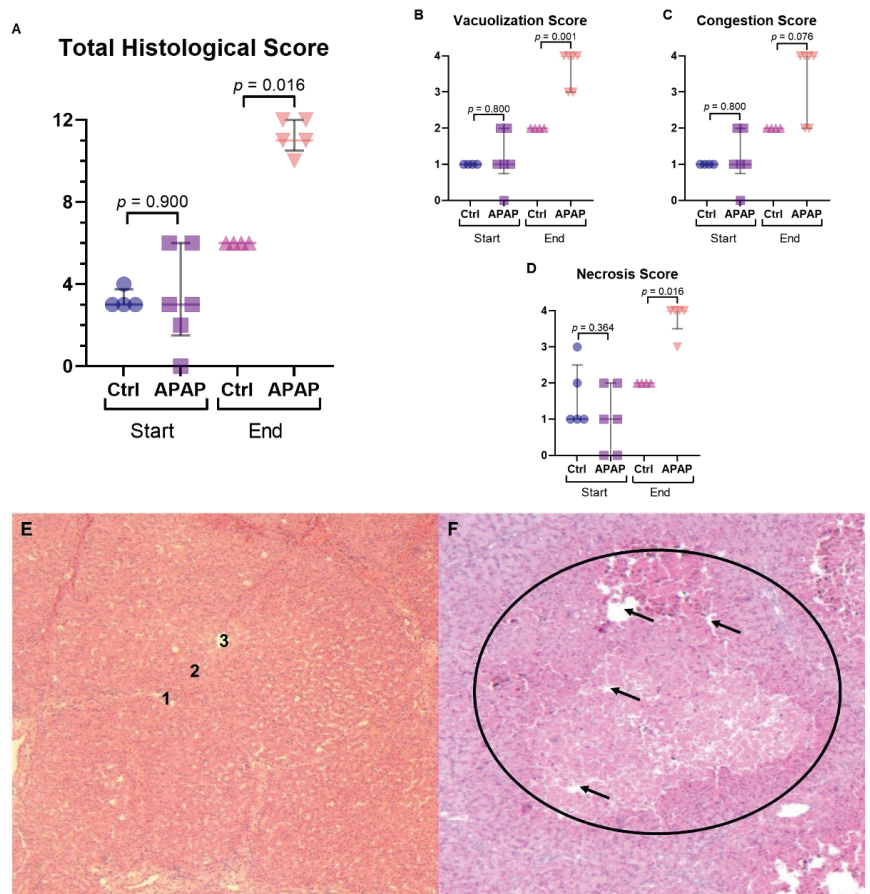 A
Total Histological Score
12
8
4
0
p = 0.900
p = 0.016
Ctrl APAP Ctrl APAP
Start End
B
Vacuolization Score
4
3
2
1
0
p = 0.800
p = 0.001
Ctrl APAP Ctrl APAP
Start End
C
Congestion Score
4
3
2
1
0
p = 0.800
p = 0.076
Ctrl APAP Ctrl APAP
Start End
D
Necrosis Score
4
3
2
1
0
p = 0.364
p = 0.016
Ctrl APAP Ctrl APAP
Start End
E
3
2
1
F